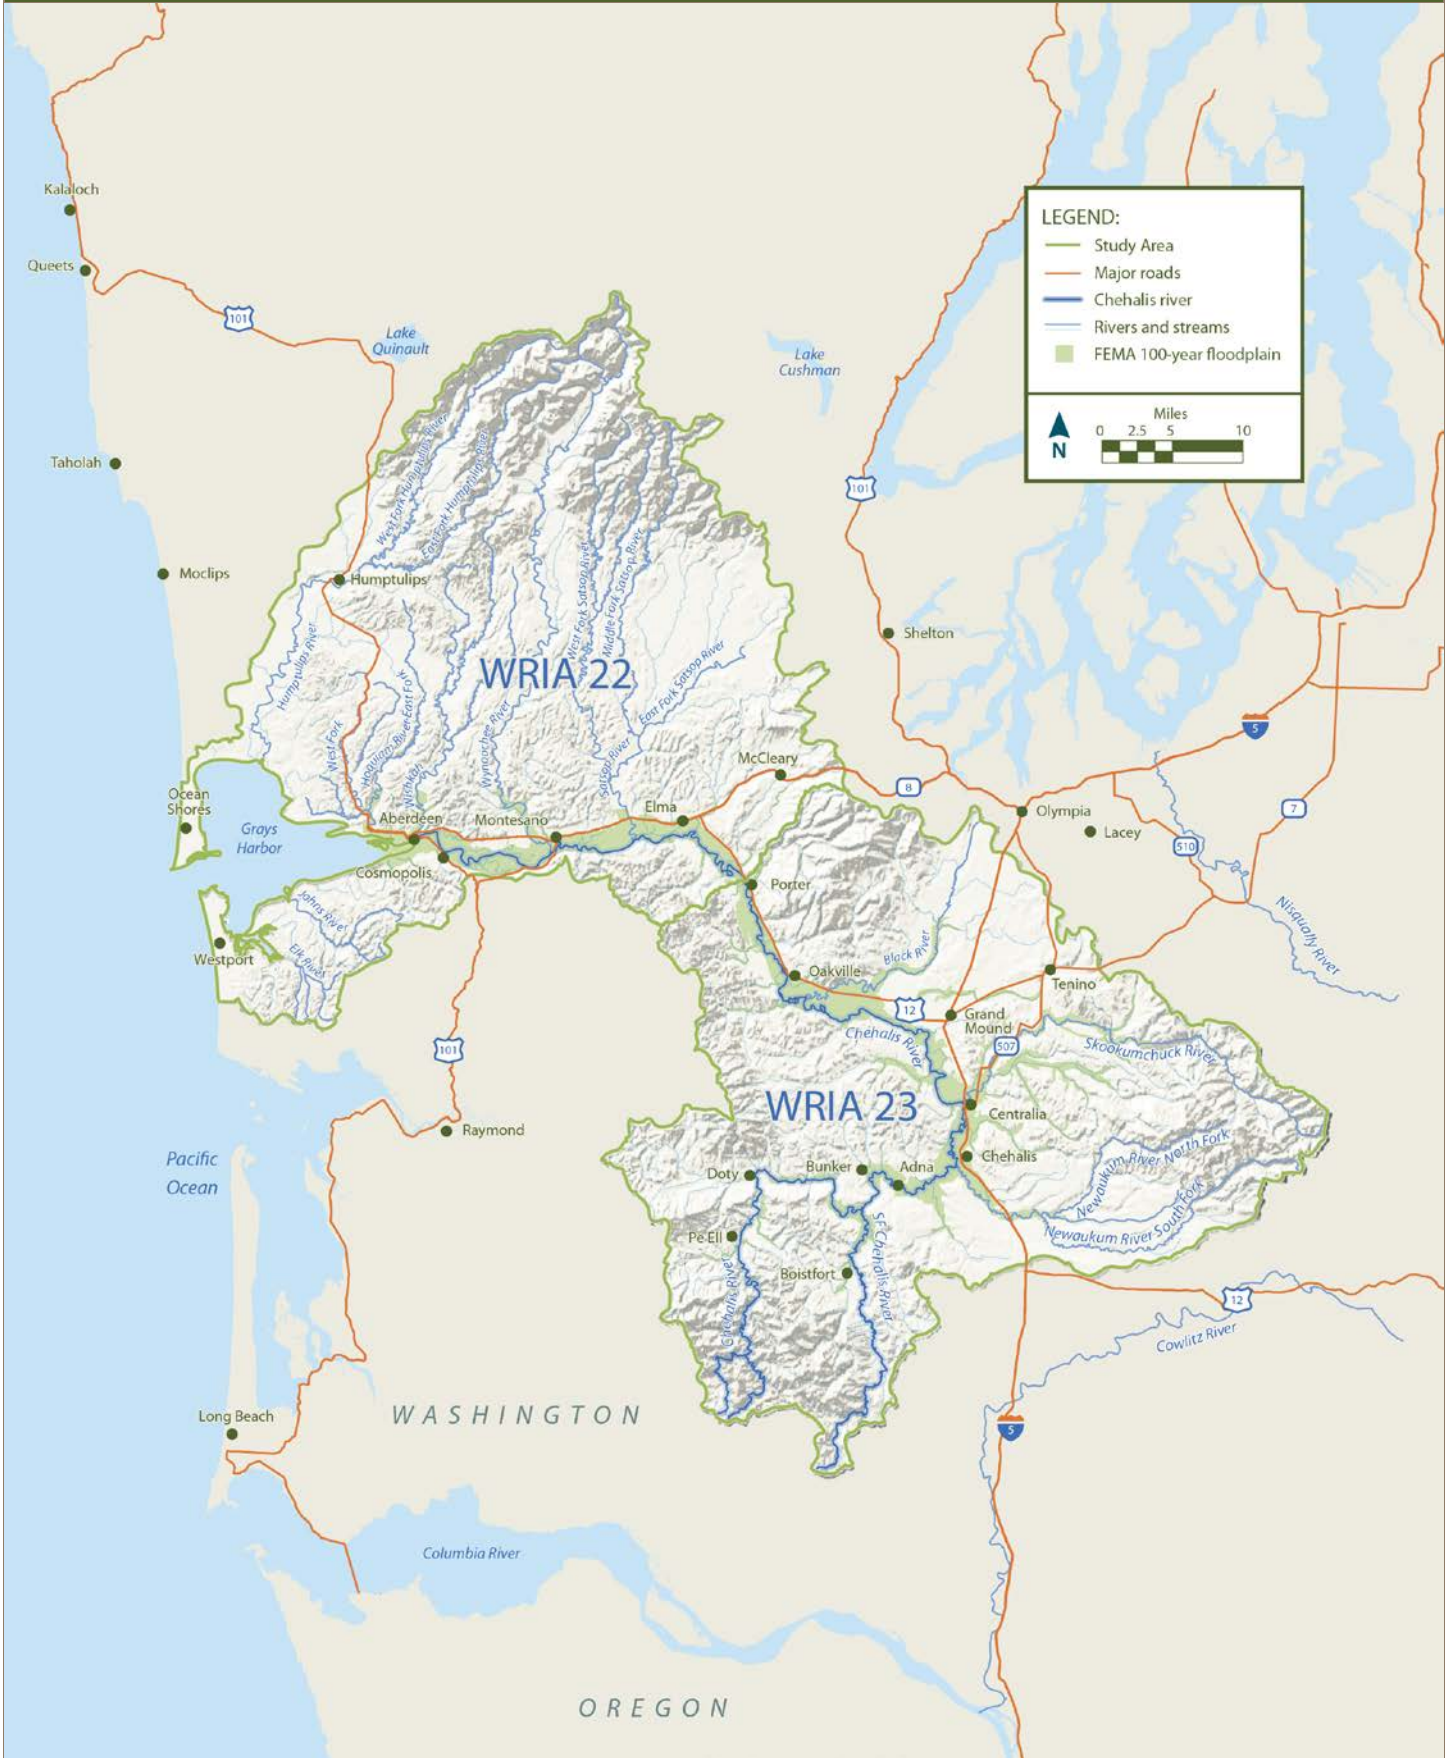 Kalaloch
Queets
101
Lake
Quinault
Lake
Cushman
LEGEND:
Study Area
Major roads
Chehalis river
Rivers and streams
FEMA 100-year floodplain
Miles
0 2.5 5 10
N
Taholah
101
West Fork Humptulips River
East Fork Humptulips River
Moclips
Humptulips
West Fork Satsop River
Middle Fork Satsop River
Shelton
Humptulips River
WRIA 22
East Fork Satsop River
West Fork
Hoquiam River East Fork
Wishkah
Wynoochee River
Satsop River
5
McCleary
8
Ocean
Shores
Grays
Harbor
Aberdeen
Montesano
Elma
Olympia
7
Lacey
510
Cosmopolis
Porter
Johns River
Elk River
Westport
Nisqually River
Black River
Oakville
Tenino
12
Grand
Mound
Chehalis River
507
Skookumchuck River
101
WRIA 23
Centralia
Raymond
Pacific
Ocean
Doty
Bunker
Adna
Chehalis
Newaukum River North Fork
Newaukum River South Fork
Pe Ell
SF Chehalis River
Boistfort
Chehalis River
12
Cowlitz River
WASHINGTON
Long Beach
5
Columbia River
OREGON